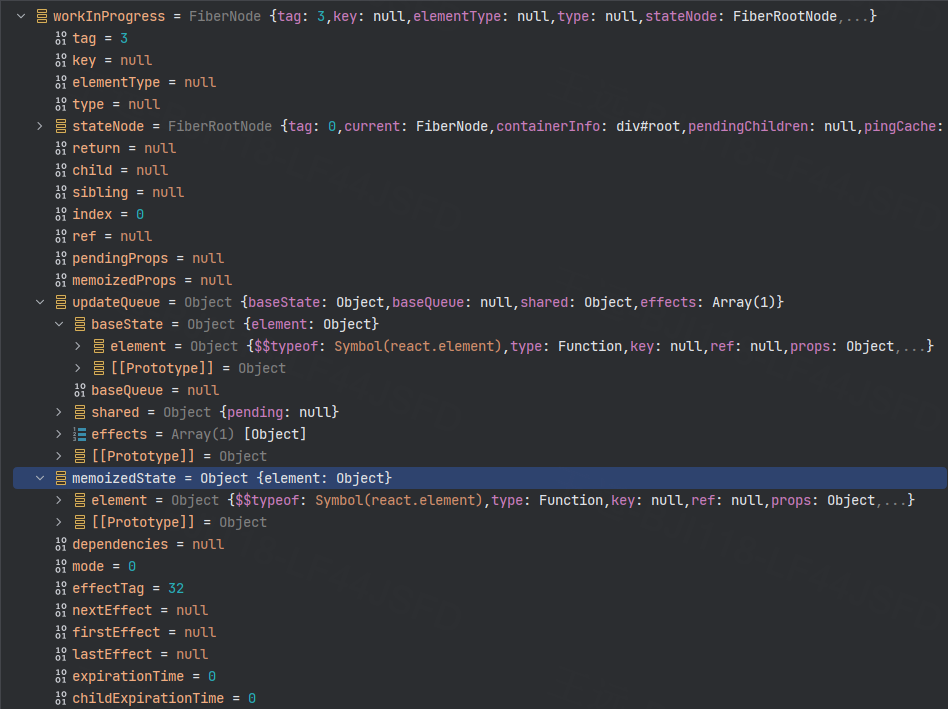 workInProgress = FiberNode {tag: 3,key: null,elementType: null,type: null,stateNode: FiberRootNode,...}
tag = 3
key = null
elementType = null
type = null
stateNode = FiberRootNode {tag: 0,current: FiberNode,containerInfo: div#root,pendingChildren: null,pingCache:
return = null
child = null
sibling = null
index = 0
ref = null
pendingProps = null
memoizedProps = null
updateQueue = Object {baseState: Object,baseQueue: null,shared: Object,effects: Array(1)}
baseState = Object {element: Object}
element = Object {$$typeof: Symbol(react.element),type: Function,key: null,ref: null,props: Object,...}
[[Prototype]] = Object
baseQueue = null
shared = Object {pending: null}
effects = Array(1) [Object]
[[Prototype]] = Object
memoizedState = Object {element: Object}
element = Object {$$typeof: Symbol(react.element),type: Function,key: null,ref: null,props: Object,...}
[[Prototype]] = Object
dependencies = null
mode = 0
effectTag = 32
nextEffect = null
firstEffect = null
lastEffect = null
expirationTime = 0
childExpirationTime = 0